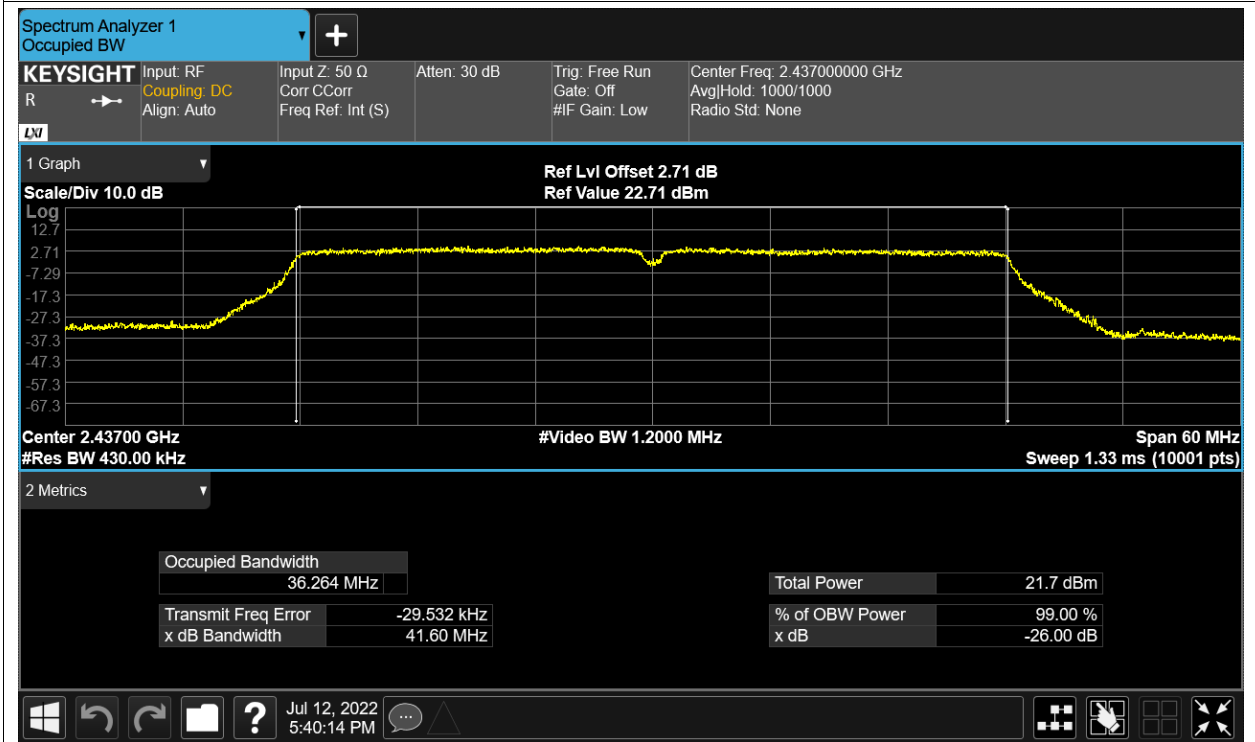 Spectrum Analyzer 1
Occupied BW
KEYSIGHT Input: RF Input Z: 50 Ω Atten: 30 dB Trig: Free Run Center Freq: 2.437000000 GHz
R Coupling: DC Corr CCorr Gate: Off Avg|Hold: 1000/1000
Align: Auto Freq Ref: Int (S) #IF Gain: Low Radio Std: None
LXI
1 Graph
Ref Lvl Offset 2.71 dB
Scale/Div 10.0 dB Ref Value 22.71 dBm
Log
12.7
2.71
-7.29
-17.3
-27.3
-37.3
-47.3
-57.3
-67.3
Center 2.43700 GHz #Video BW 1.2000 MHz Span 60 MHz
#Res BW 430.00 kHz Sweep 1.33 ms (10001 pts)
2 Metrics
Occupied Bandwidth
36.264 MHz Total Power 21.7 dBm
Transmit Freq Error -29.532 kHz % of OBW Power 99.00 %
x dB Bandwidth 41.60 MHz x dB -26.00 dB
? Jul 12, 2022
5:40:14 PM